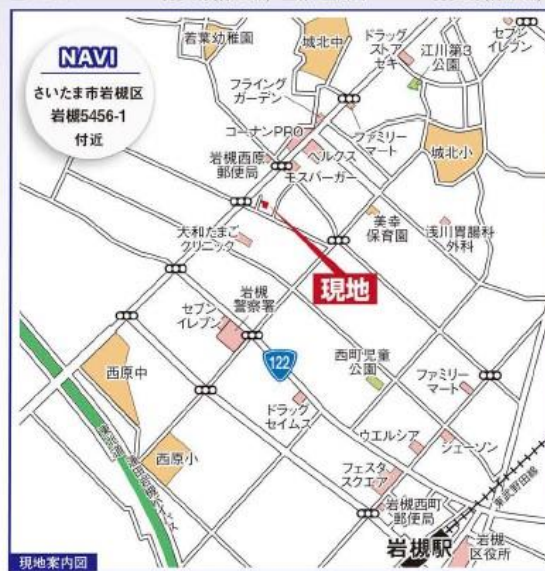 若葉幼稚園
城北中
ドラッグ
ストア
セキ
江川第3
公園
セブン
イレブン
NAVI
さいたま市岩槻区
岩槻5456-1
付近
フライング
ガーデン
コーナンPRO
ファミリー
マート
ベルクス
城北小
岩槻西原
郵便局
モスバーガー
大和たまご
クリニック
美幸
保育園
浅川胃腸科
外科
現地
岩槻
警察署
セブン
イレブン
122
西町児童
公園
ファミリー
マート
西原中
ドラッグ
セイムス
ウエルシア
シューソン
西原小
フェスタ
スクエア
岩槻西町
郵便局
東武野田線
岩槻駅
岩槻
区役所
現地案内図